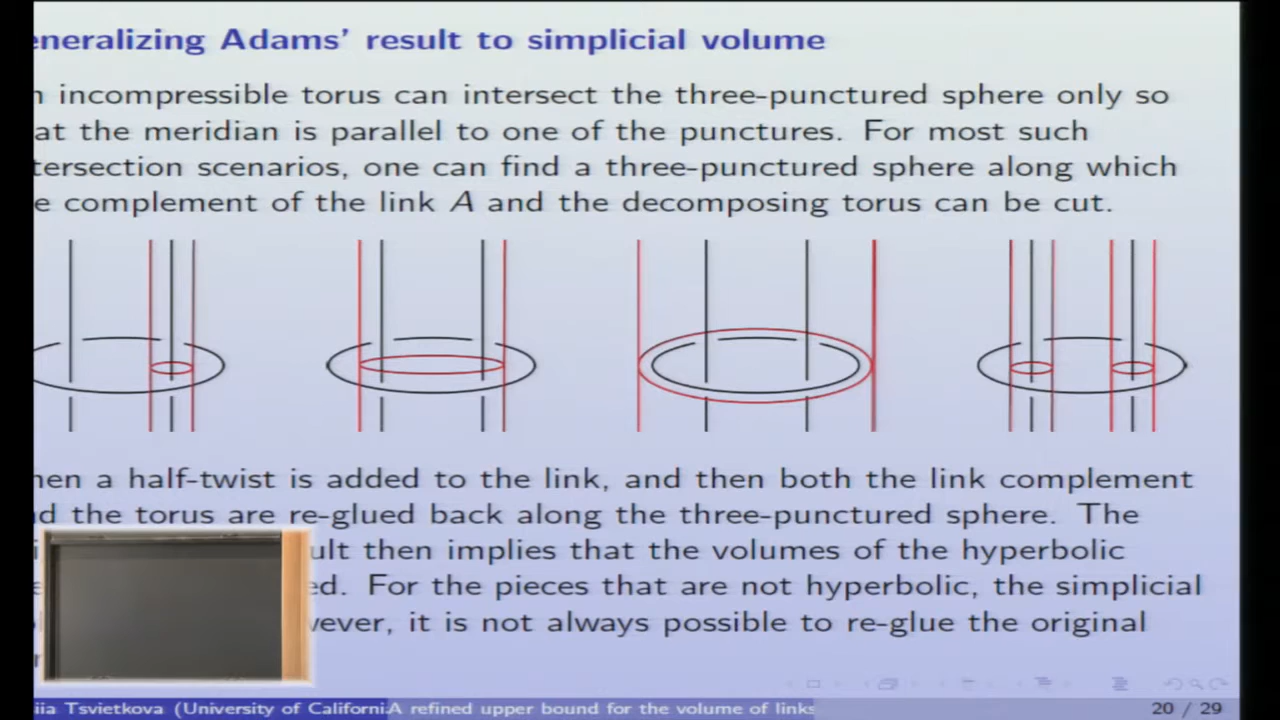 eneralizing Adams' result to simplicial volume
n incompressible torus can intersect the three-punctured sphere only so
at the meridian is parallel to one of the punctures. For most such
tersection scenarios, one can find a three-punctured sphere along which
e complement of the link A and the decomposing torus can be cut.
hen a half-twist is added to the link, and then both the link complement
d the torus are re-glued back along the three-punctured sphere. The
ult then implies that the volumes of the hyperbolic
ed. For the pieces that are not hyperbolic, the simplicial
wever, it is not always possible to re-glue the original
iia Tsvietkova (University of Californi A refined upper bound for the volume of links 20 / 29